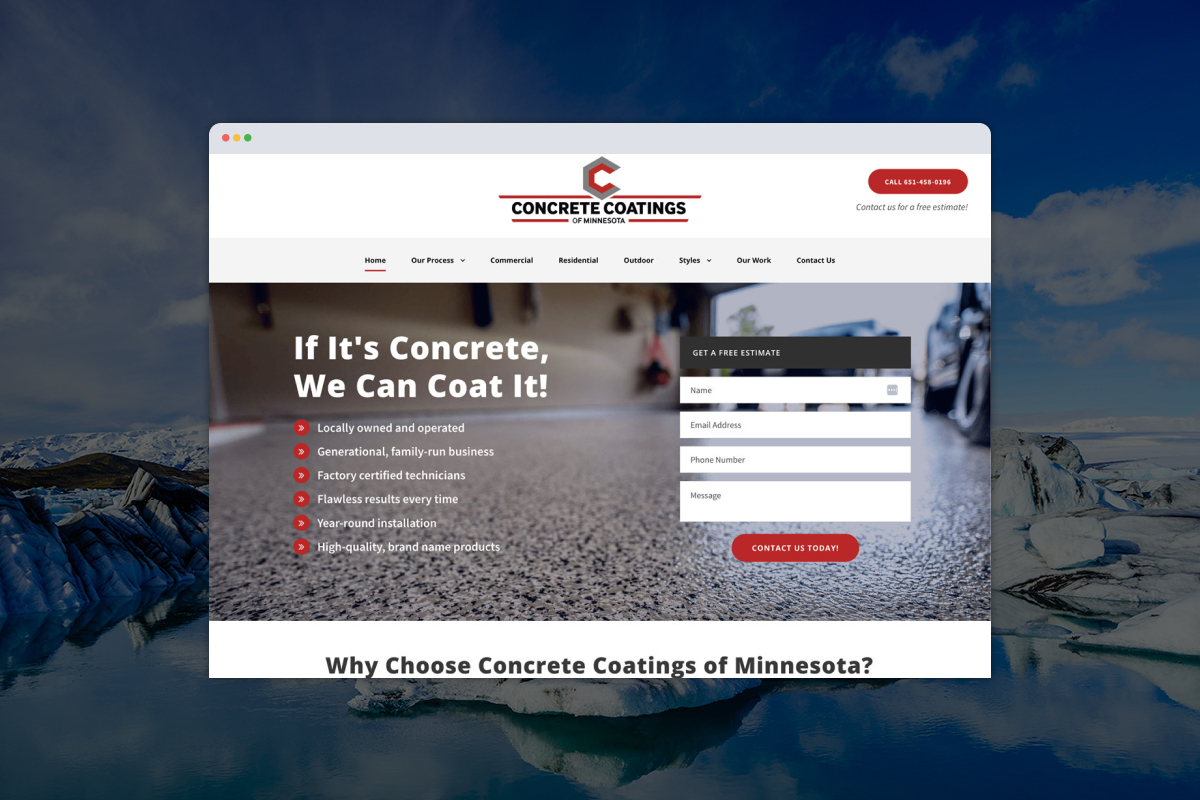 CONCRETE COATINGS
OF MINNESOTA
CALL 651-458-0196
Contact us for a free estimate!
Home Our Process Commercial Residential Outdoor Styles Our Work Contact Us
If It's Concrete,
We Can Coat It!
Locally owned and operated
Generational, family-run business
Factory certified technicians
Flawless results every time
Year-round installation
High-quality, brand name products
GET A FREE ESTIMATE
Name
Email Address
Phone Number
Message
CONTACT US TODAY!
Why Choose Concrete Coatings of Minnesota?